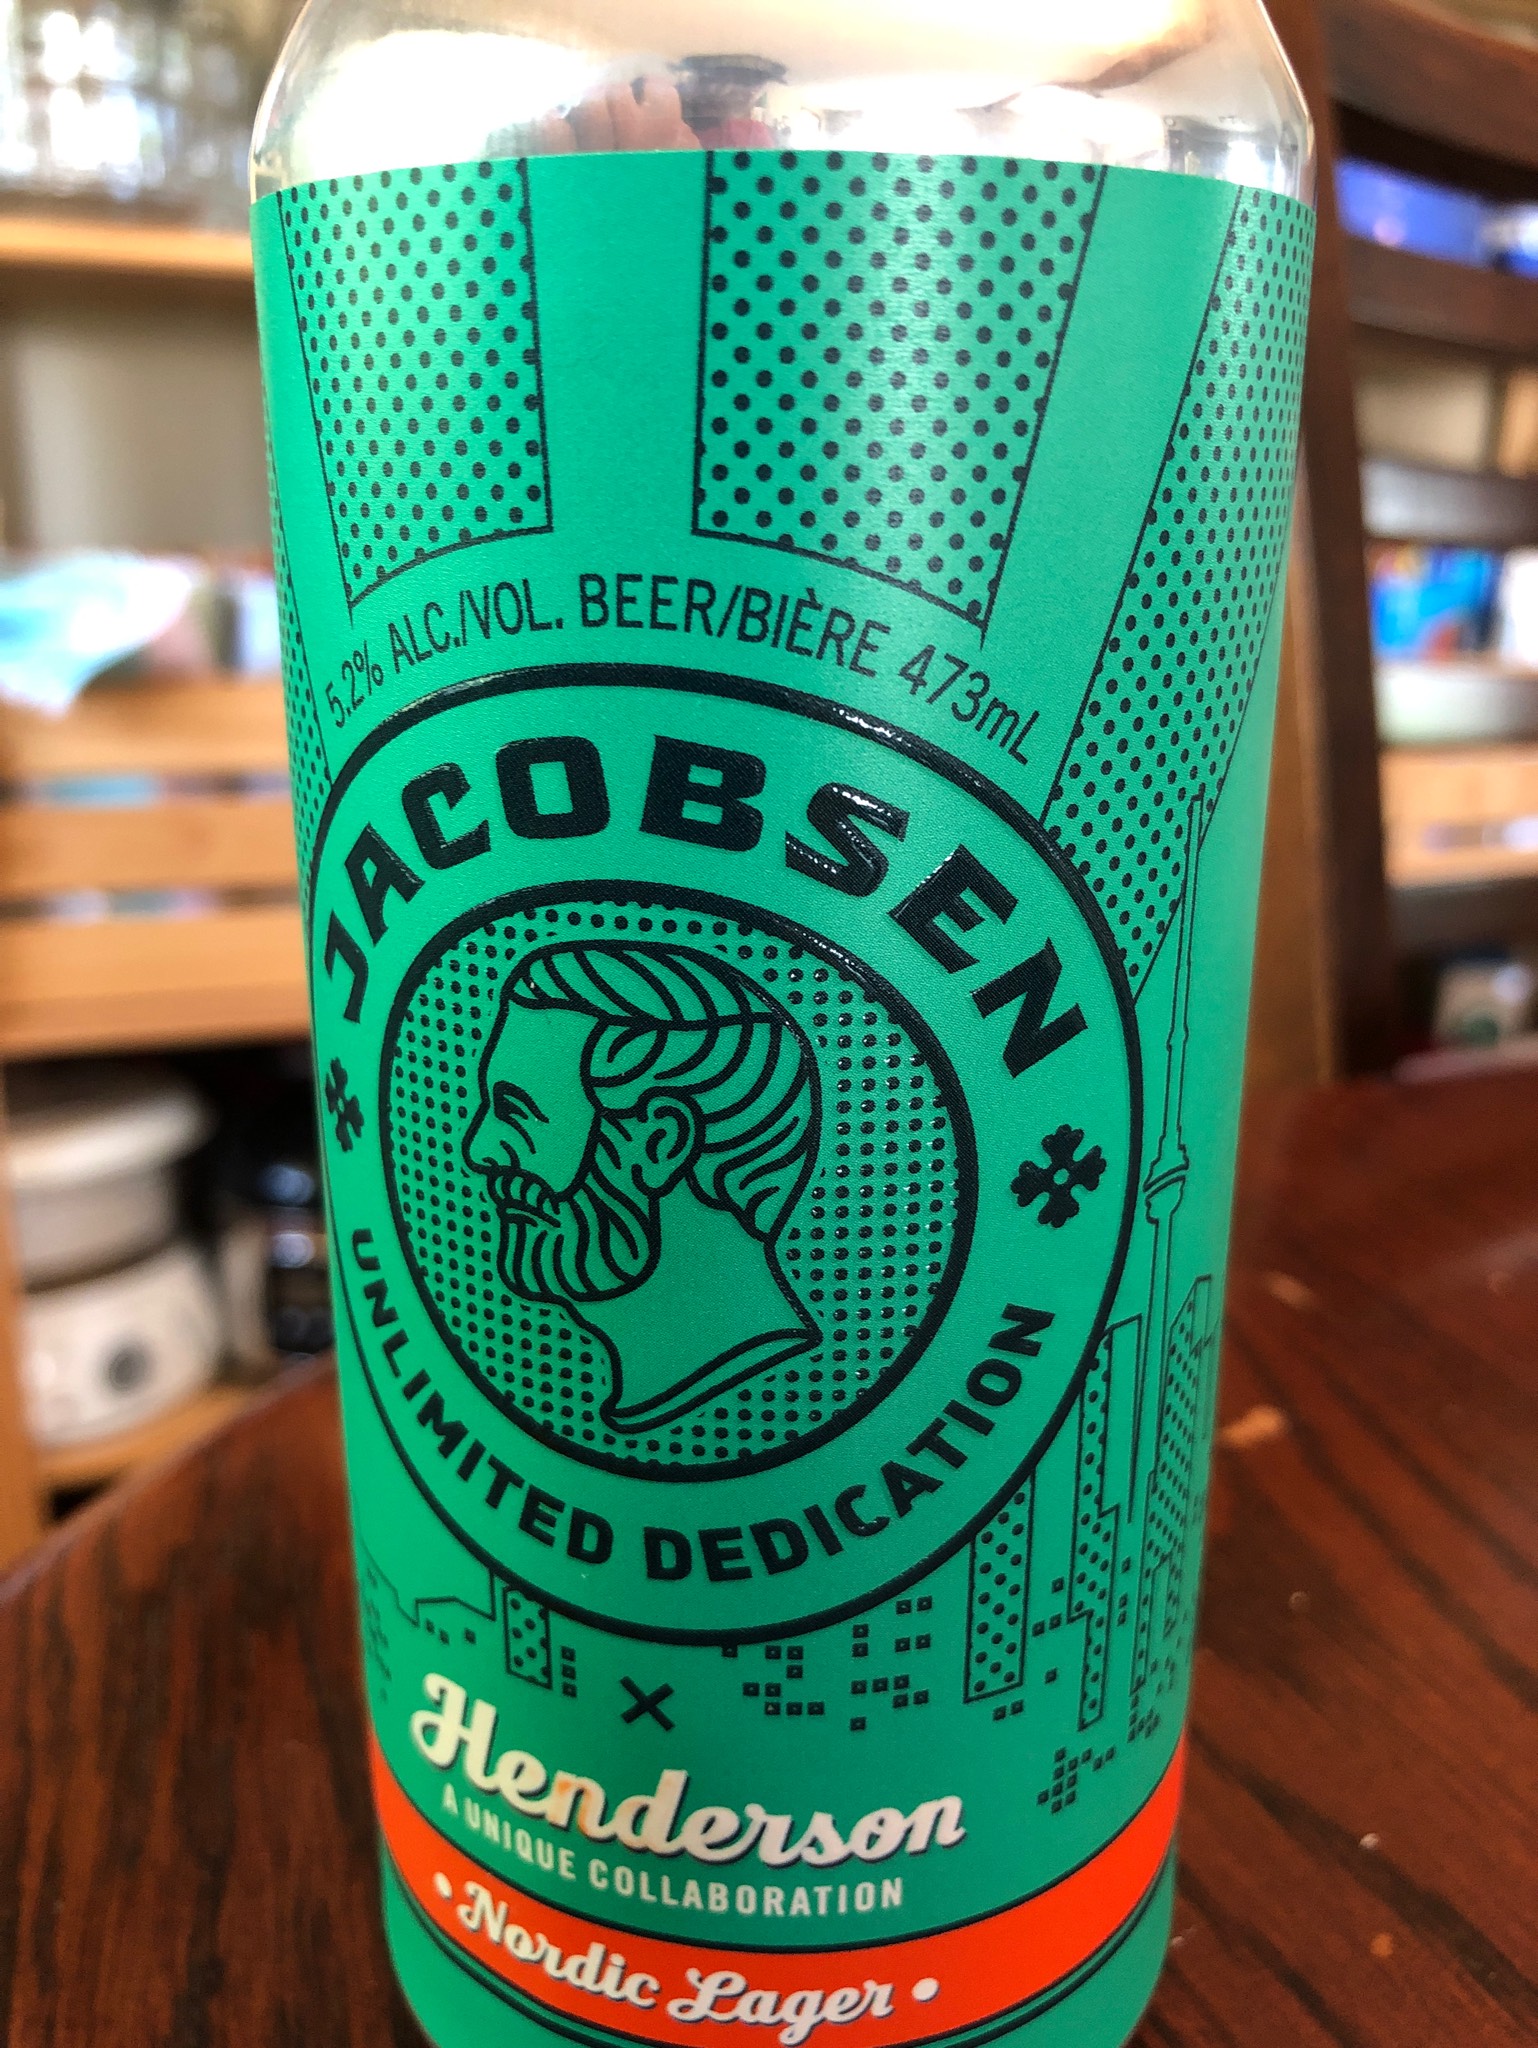 5.2% ALC./VOL. BEER/BIÈRE 473mL
JACOBSEN
UNLIMITED DEDICATION
×
Henderson
A UNIQUE COLLABORATION
• Nordic Lager •